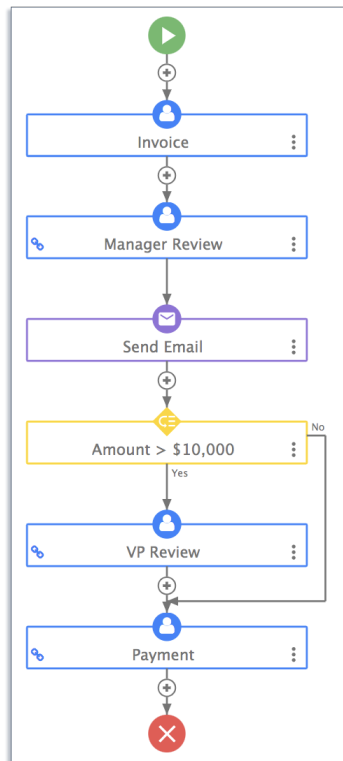 Invoice
Manager Review
Send Email
Amount > $10,000
No
Yes
VP Review
Payment